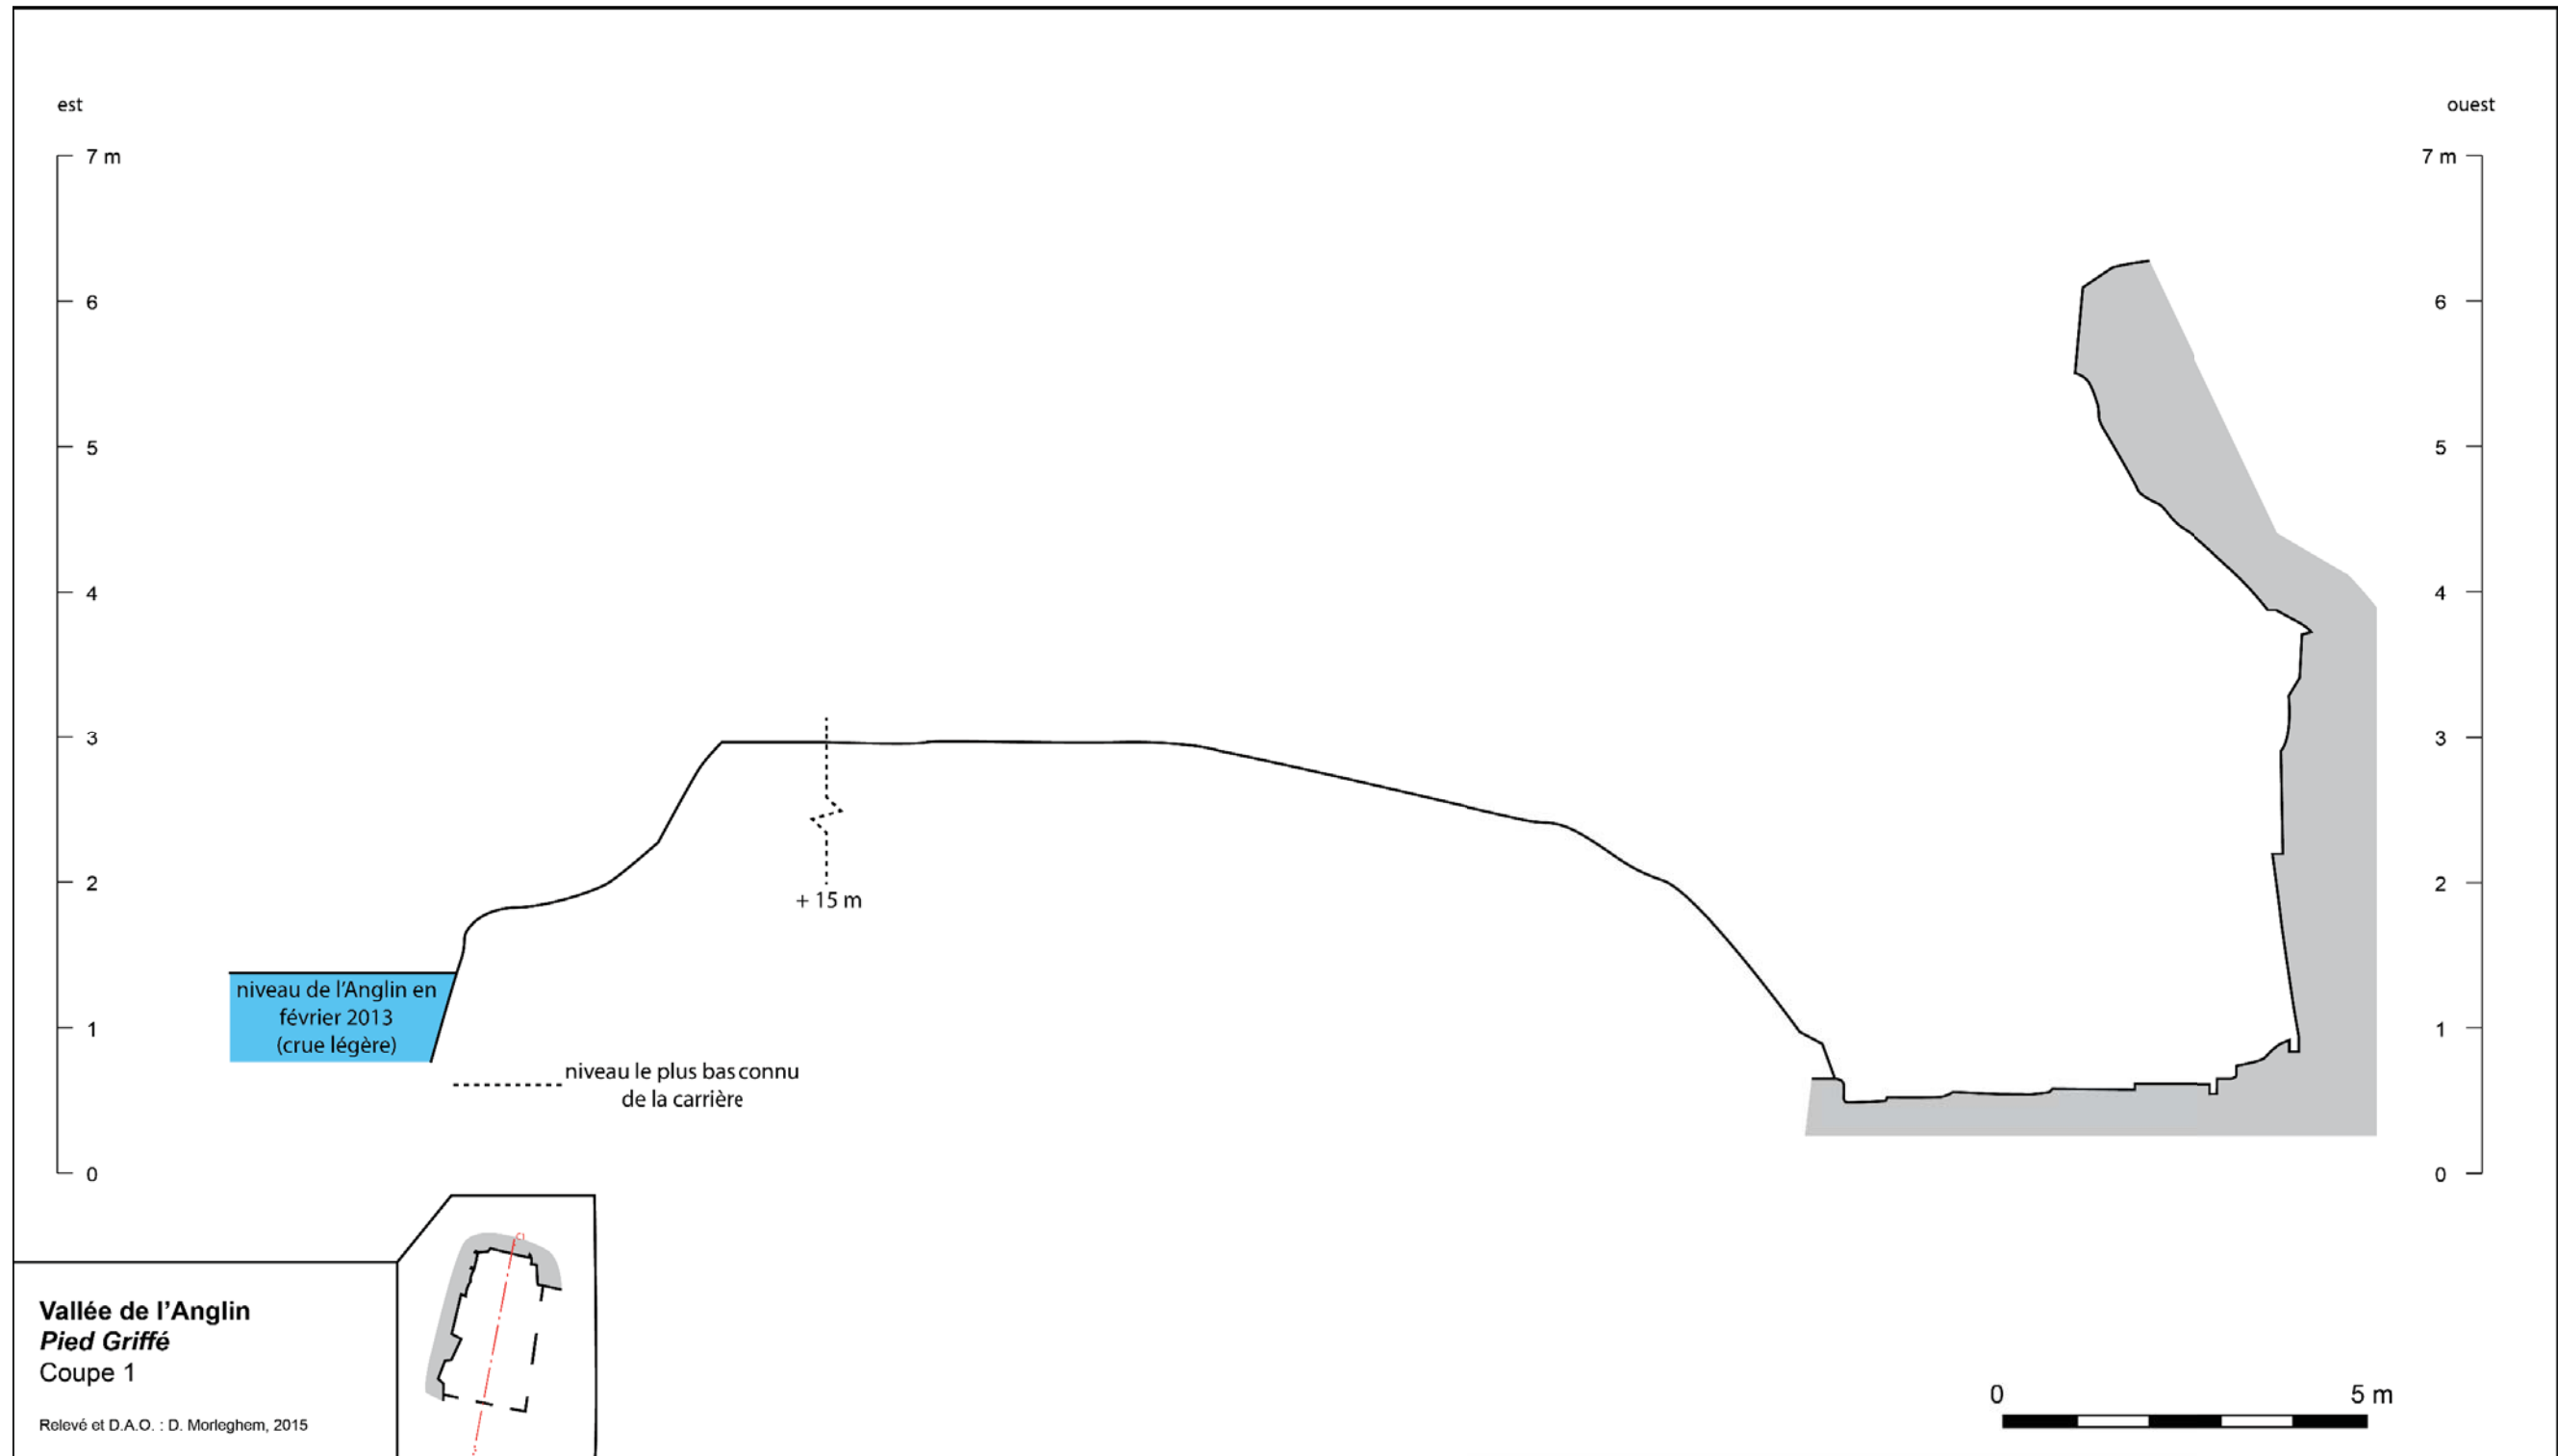 est
ouest
7 m
7 m
6
6
5
5
4
4
3
3
2
2
+ 15 m
niveau de l'Anglin en
février 2013
(crue légère)
1
1
niveau le plus bas connu
de la carrière
0
0
Vallée de l'Anglin
Pied Griffé
Coupe 1
Relevé et D.A.O. : D. Morleghem, 2015
0
5 m